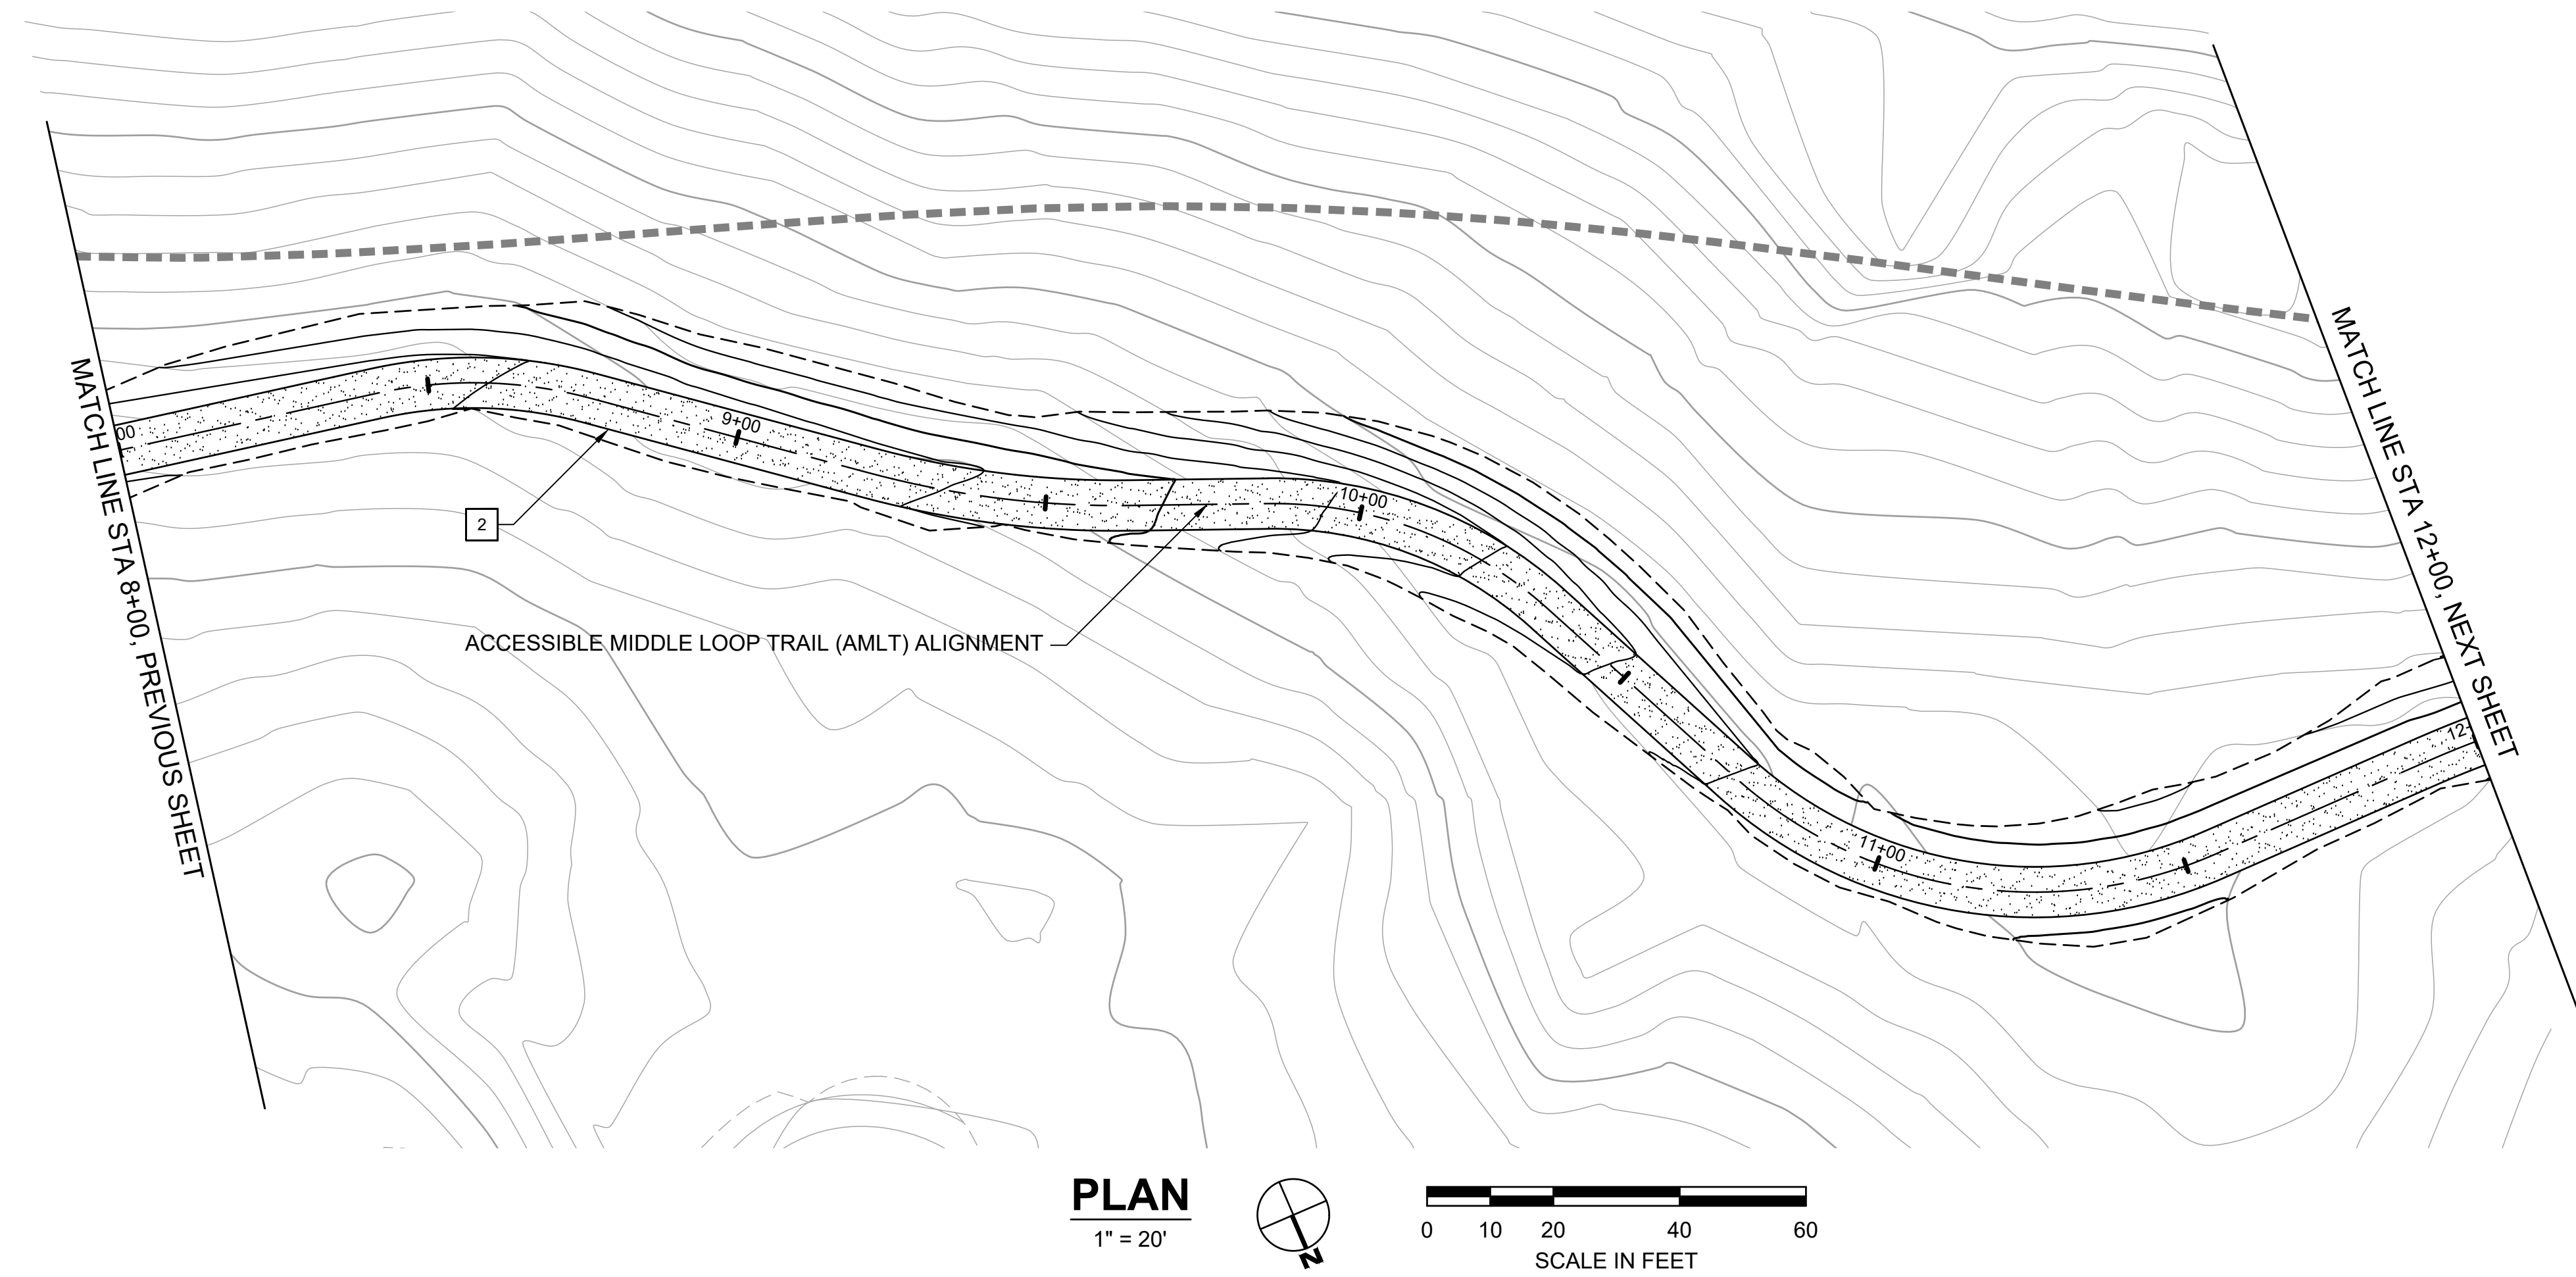 MATCH LINE STA 8+00, PREVIOUS SHEET
00
9+00
2
ACCESSIBLE MIDDLE LOOP TRAIL (AMLT) ALIGNMENT
10+00
11+00
12
MATCH LINE STA 12+00, NEXT SHEET
PLAN
1" = 20'
N
0 10 20 40 60
SCALE IN FEET